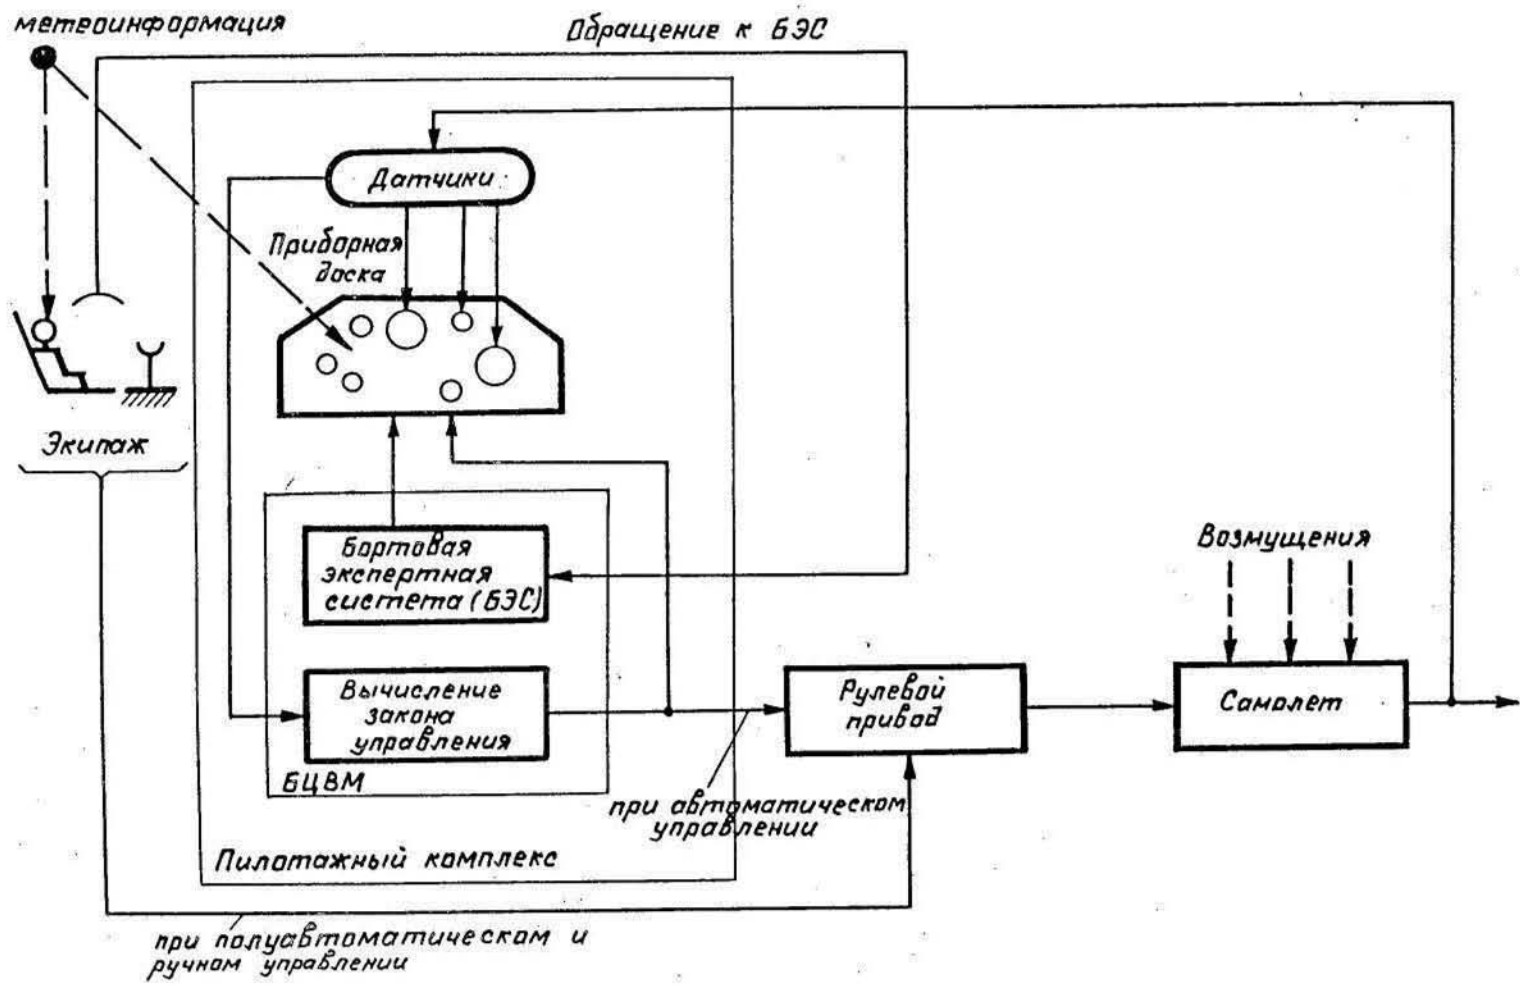 метеоинформация
Обращение к БЭС
Датчики
Приборная
доска
Экипаж
Бортовая
экспертная
система (БЭС)
Возмущения
Вычисление
закона
управления
Рулевой
привод
Самолет
БЦВМ
при автоматическом
управлении
Пилотажный комплекс
при полуавтоматическом и
ручном управлении